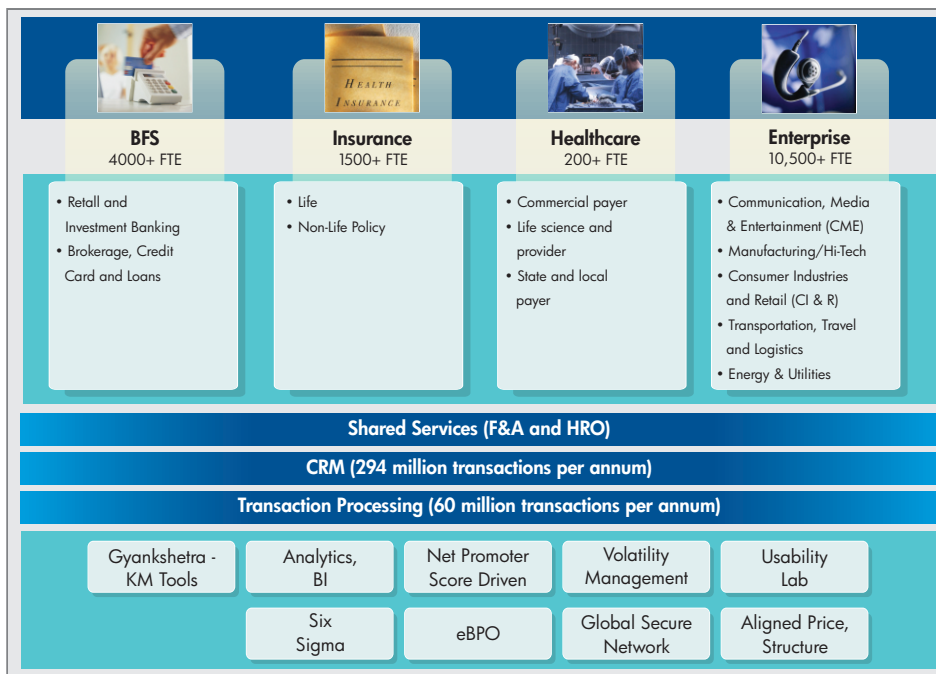 HEALTH
INSURANCE
BFS
4000+ FTE
Insurance
1500+ FTE
Healthcare
200+ FTE
Enterprise
10,500+ FTE
• Retall and
Investment Banking
• Brokerage, Credit
Card and Loans
• Life
• Non-Life Policy
• Commercial payer
• Life science and
provider
• State and local
payer
• Communication, Media
& Entertainment (CME)
• Manufacturing/Hi-Tech
• Consumer Industries
and Retail (CI & R)
• Transportation, Travel
and Logistics
• Energy & Utilities
Shared Services (F&A and HRO)
CRM (294 million transactions per annum)
Transaction Processing (60 million transactions per annum)
Gyankshetra -
KM Tools
Analytics,
BI
Net Promoter
Score Driven
Volatility
Management
Usability
Lab
Six
Sigma
eBPO
Global Secure
Network
Aligned Price,
Structure